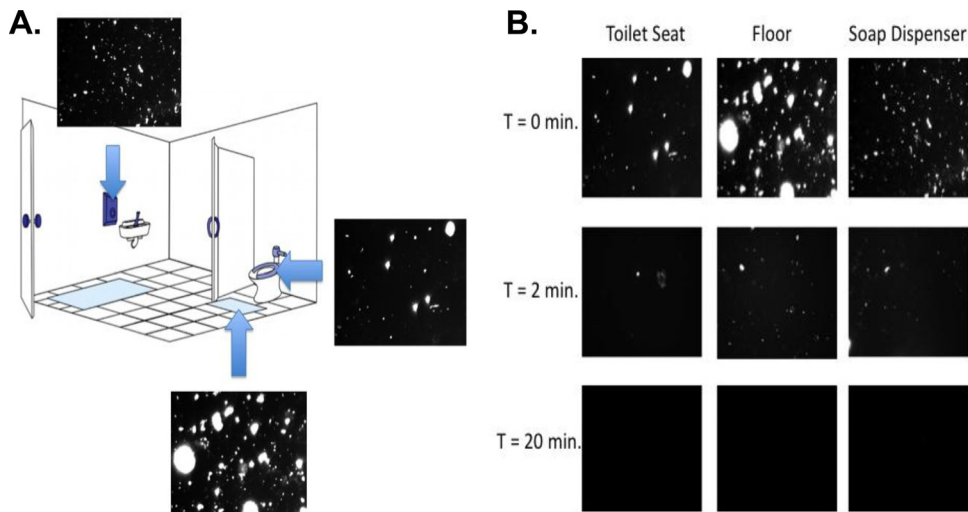 A.
B.
Toilet Seat
Floor
Soap Dispenser
T = 0 min.
T = 2 min.
T = 20 min.